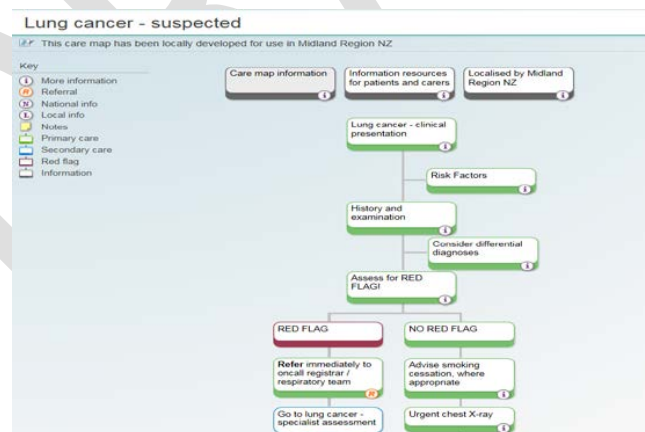 Lung cancer - suspected
This care map has been locally developed for use in Midland Region NZ
Key
i More information
R Referral
N National info
L Local info
Notes
Primary care
Secondary care
Red flag
Information
Care map information
i
Information resources
for patients and carers
i
Localised by Midland
Region NZ
i
Lung cancer - clinical
presentation
i
Risk Factors
i
History and
examination
i
Consider differential
diagnoses
i
Assess for RED
FLAG!
i
RED FLAG
NO RED FLAG
Refer immediately to
oncall registrar /
respiratory team
R
Advise smoking
cessation, where
appropriate
i
Go to lung cancer -
specialist assessment
Urgent chest X-ray
i